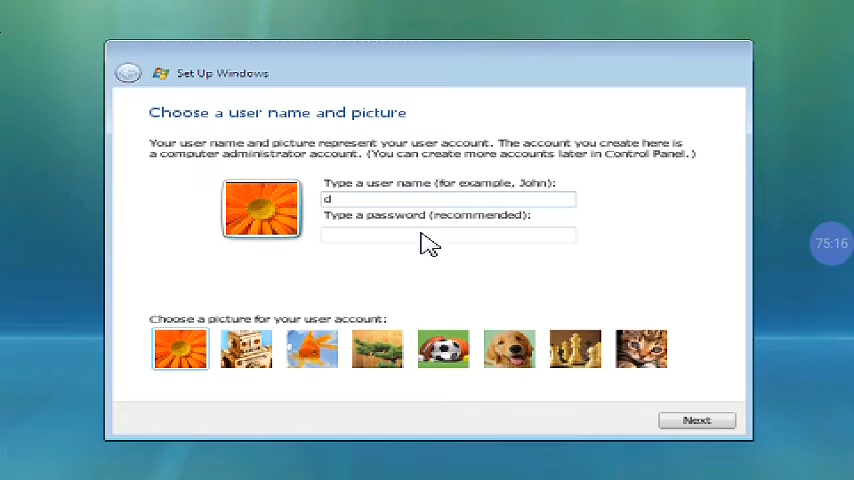 Set Up Windows
Choose a user name and picture
Your user name and picture represent your user account. The account you create here is
a computer administrator account. (You can create more accounts later in Control Panel.)
Type a user name (for example, John):
d
Type a password (recommended):
75:16
Choose a picture for your user account:
Next